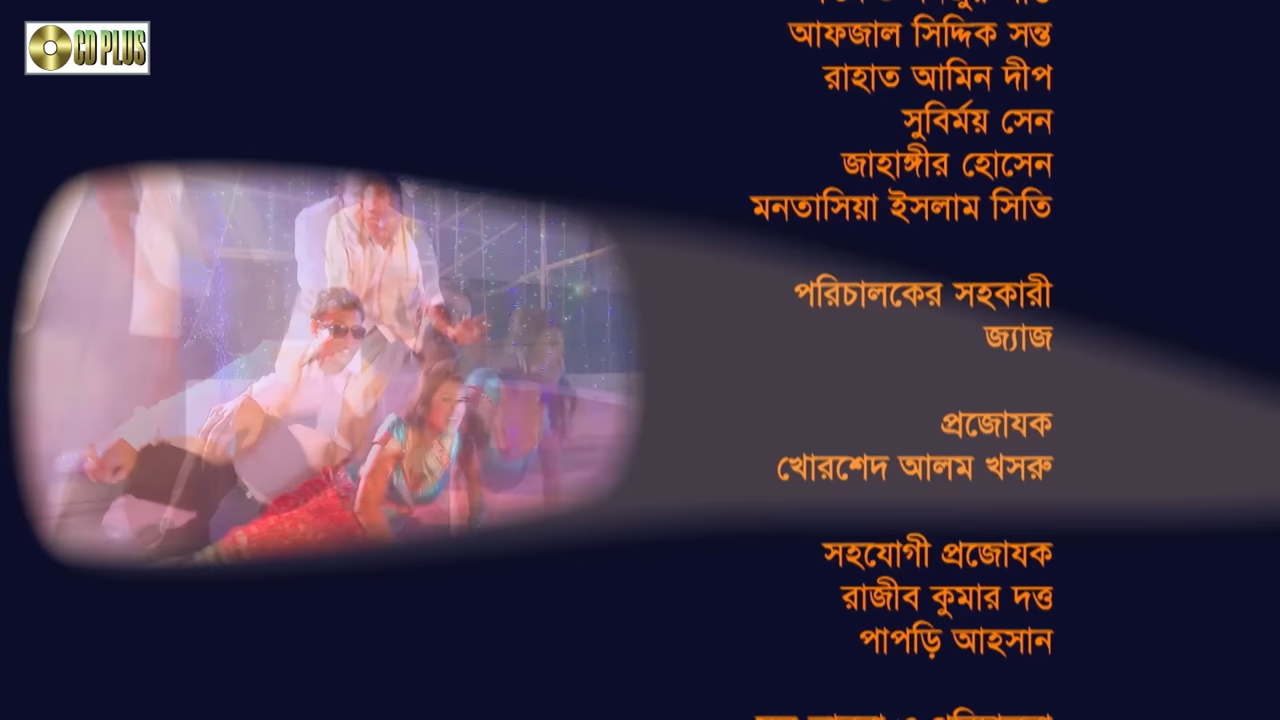 CD PLUS
আফজাল সিদ্দিক সন্ত
রাহাত আমিন দীপ
সুবির্ময় সেন
জাহাঙ্গীর হোসেন
মনতাসিয়া ইসলাম সিতি
পরিচালকের সহকারী
জ্যাজ
প্রজোযক
খোরশেদ আলম খসরু
সহযোগী প্রজোযক
রাজীব কুমার দত্ত
পাপড়ি আহসান